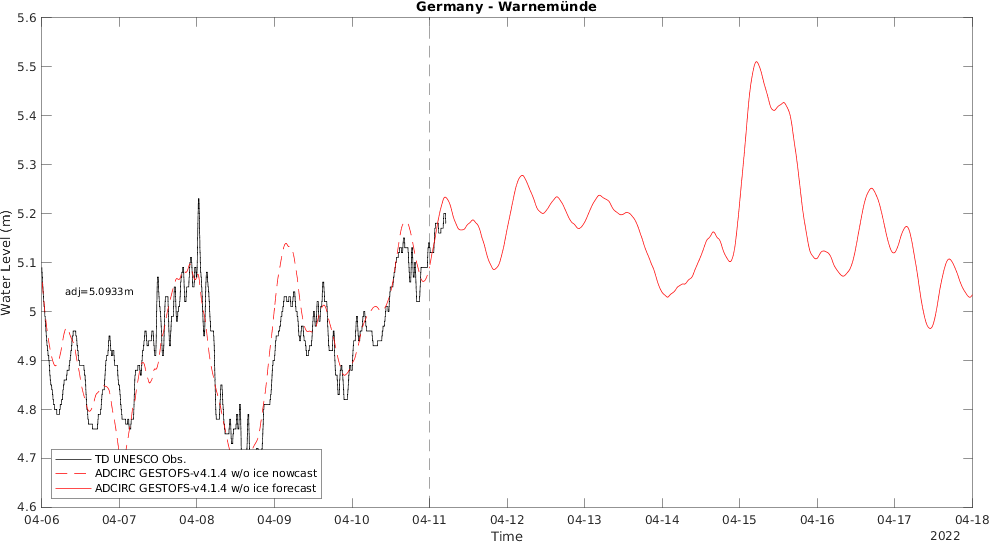 Germany - Warnemünde
Water Level (m)
5.6
5.5
5.4
5.3
5.2
5.1
5
4.9
4.8
4.7
4.6
adj=5.0933m
TD UNESCO Obs.
ADCIRC GESTOFS-v4.1.4 w/o ice nowcast
ADCIRC GESTOFS-v4.1.4 w/o ice forecast
04-06 04-07 04-08 04-09 04-10 04-11 04-12 04-13 04-14 04-15 04-16 04-17 04-18
Time
2022